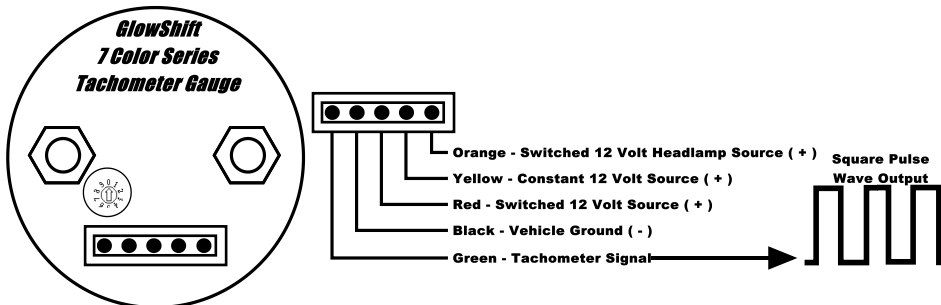 GlowShift
7 Color Series
Tachometer Gauge
Orange - Switched 12 Volt Headlamp Source ( + )
Yellow - Constant 12 Volt Source ( + )
Red - Switched 12 Volt Source ( + )
Black - Vehicle Ground ( - )
Green - Tachometer Signal
Square Pulse
Wave Output